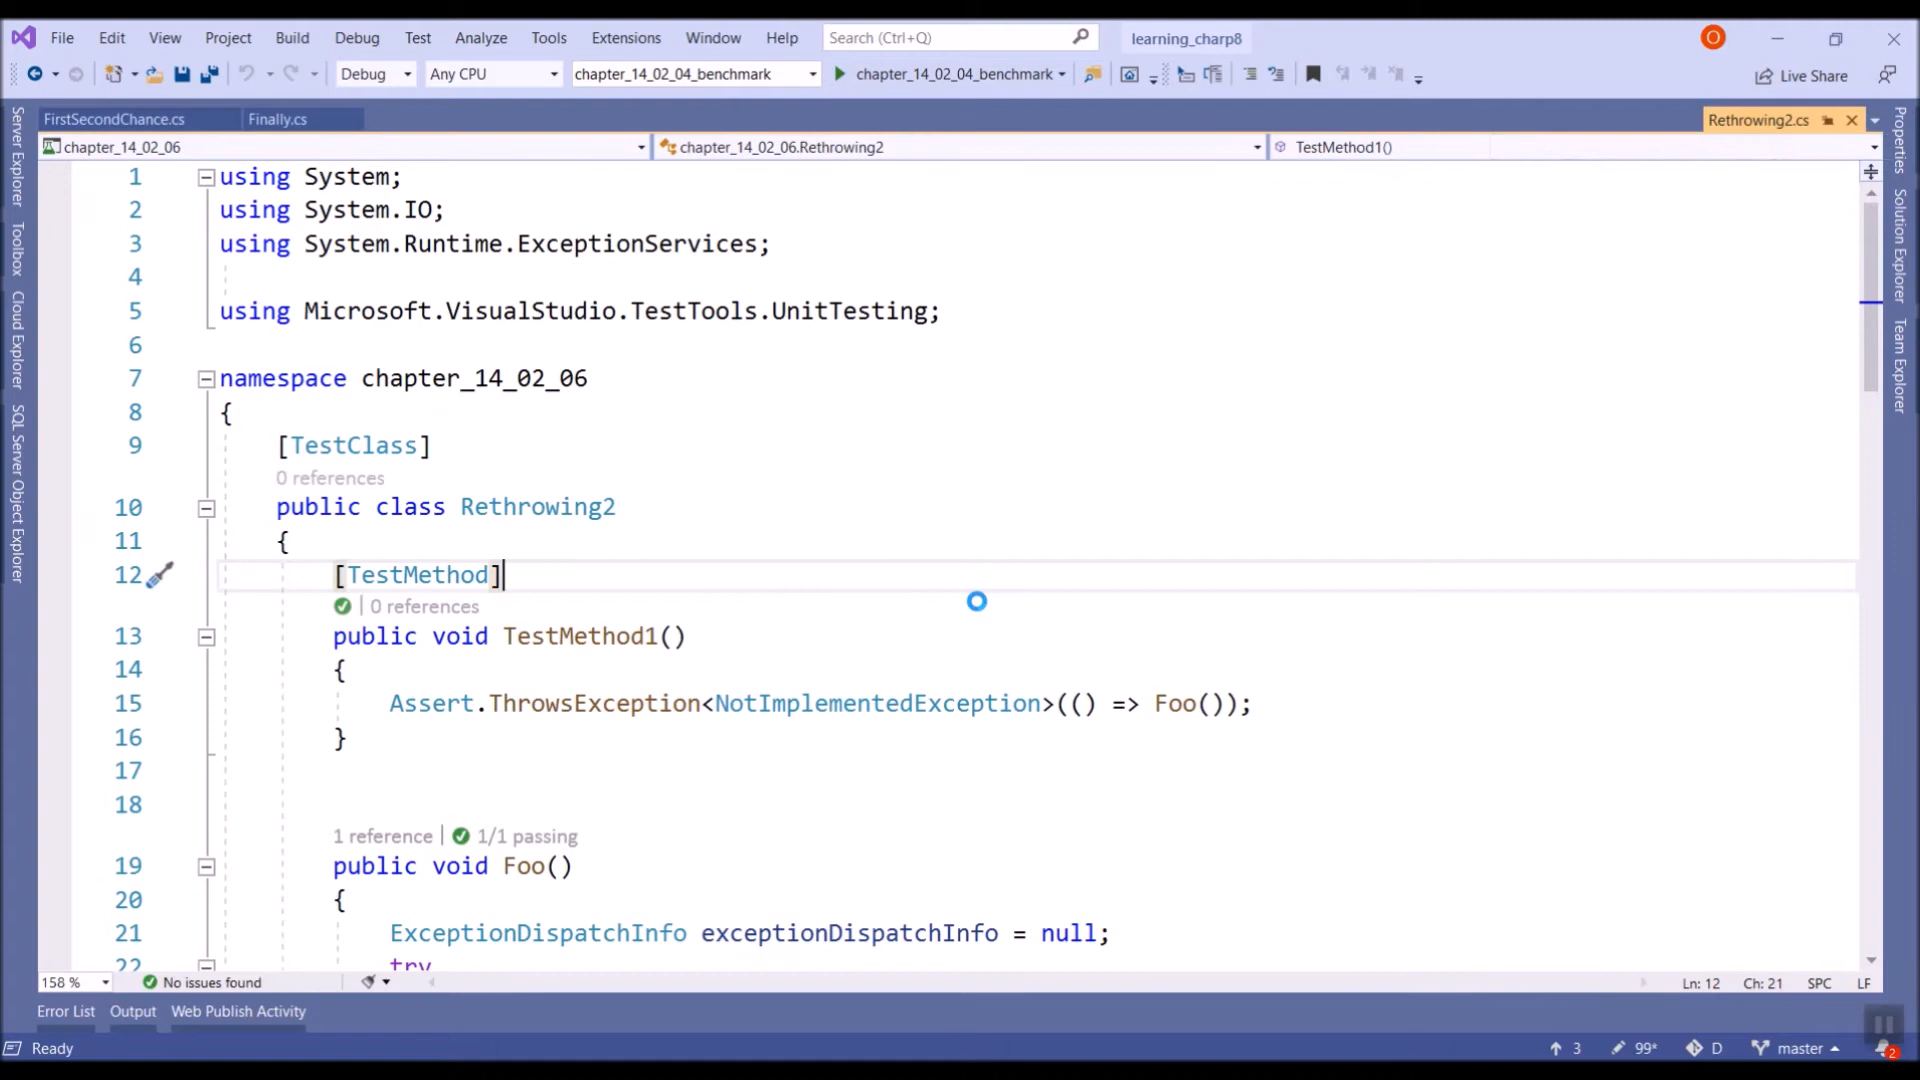 File Edit View Project Build Debug Test Analyze Tools Extensions Window Help Search (Ctrl+Q) learning_charp8 O
Debug Any CPU chapter_14_02_04_benchmark chapter_14_02_04_benchmark Live Share
FirstSecondChance.cs Finally.cs Rethrowing2.cs
chapter_14_02_06 chapter_14_02_06.Rethrowing2 TestMethod1()
Server Explorer
Toolbox
Cloud Explorer
SQL Server Object Explorer
1 using System;
2 using System.IO;
3 using System.Runtime.ExceptionServices;
4
5 using Microsoft.VisualStudio.TestTools.UnitTesting;
6
7 namespace chapter_14_02_06
8 {
9 [TestClass]
0 references
10 public class Rethrowing2
11 {
12 [TestMethod]
0 references
13 public void TestMethod1()
14 {
15 Assert.ThrowsException<NotImplementedException>(() => Foo());
16 }
17
18
1 reference | 1/1 passing
19 public void Foo()
20 {
21 ExceptionDispatchInfo exceptionDispatchInfo = null;
22 try
Properties
Solution Explorer
Team Explorer
158 % No issues found Ln: 12 Ch: 21 SPC LF
Error List Output Web Publish Activity
Ready 3 99* D master 2